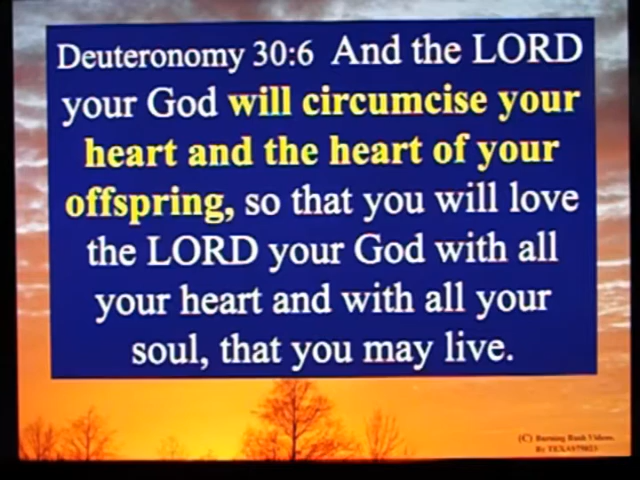 Deuteronomy 30:6 And the LORD
your God will circumcise your
heart and the heart of your
offspring, so that you will love
the LORD your God with all
your heart and with all your
soul, that you may live.
(C) Burning Bush Videos.